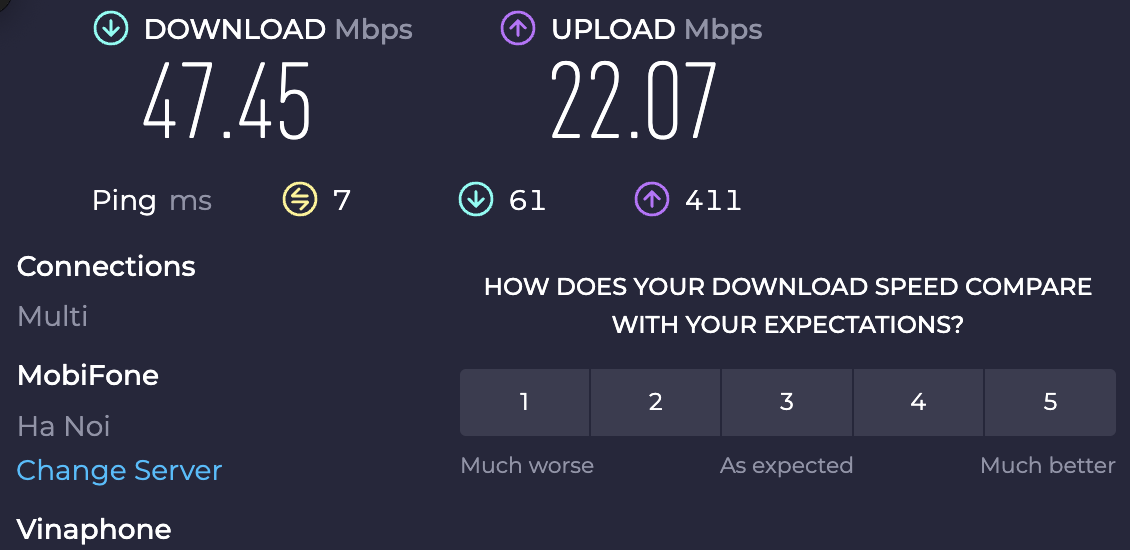 DOWNLOAD Mbps
47.45
UPLOAD Mbps
22.07
Ping ms 7 61 411
Connections
Multi
MobiFone
Ha Noi
Change Server
Vinaphone
HOW DOES YOUR DOWNLOAD SPEED COMPARE
WITH YOUR EXPECTATIONS?
1 2 3 4 5
Much worse As expected Much better